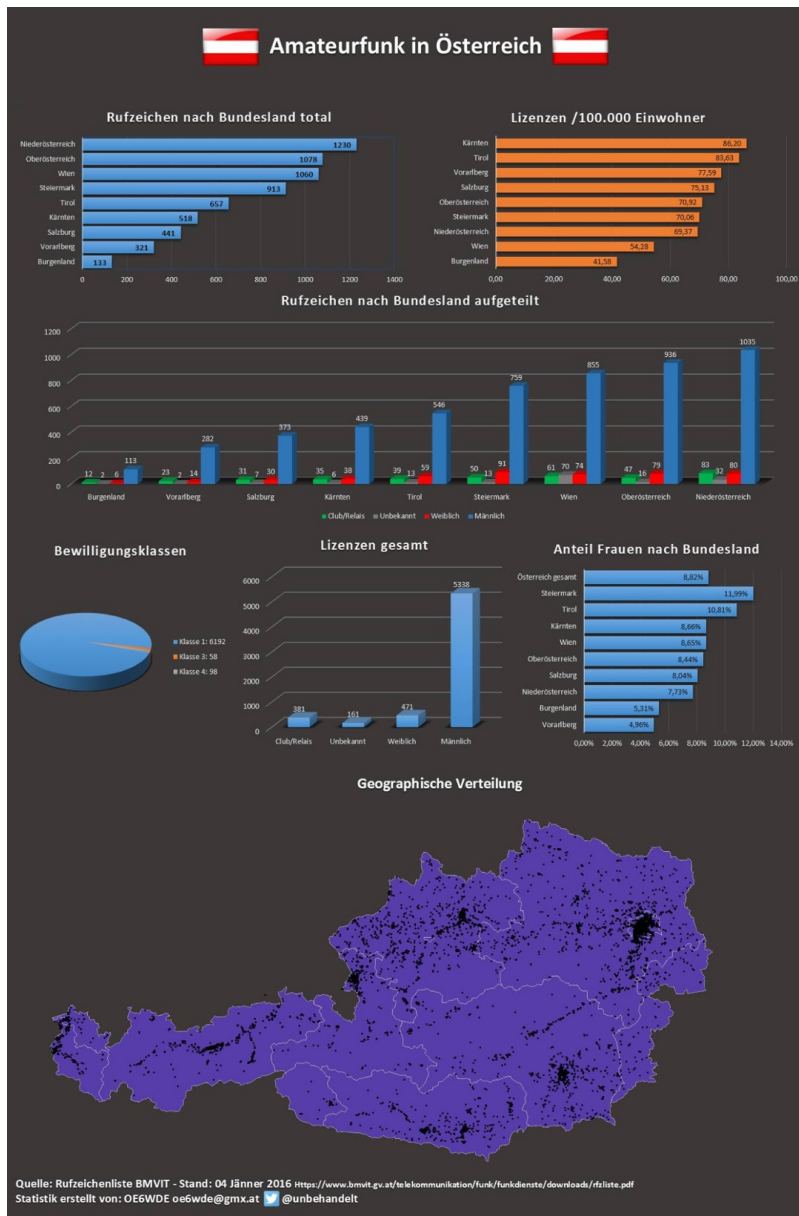 Amateurfunk in Österreich
Rufzeichen nach Bundesland total
Niederösterreich 1230
Oberösterreich 1078
Wien 1060
Steiermark 913
Tirol 657
Kärnten 518
Salzburg 441
Vorarlberg 321
Burgenland 133
0 200 400 600 800 1000 1200 1400
Lizenzen /100.000 Einwohner
Kärnten 86,20
Tirol 83,63
Vorarlberg 77,59
Salzburg 75,13
Oberösterreich 70,92
Steiermark 70,06
Niederösterreich 69,37
Wien 54,28
Burgenland 41,58
0,00 20,00 40,00 60,00 80,00 100,00
Rufzeichen nach Bundesland aufgeteilt
1200
1000
800
600
400
200
0
12 2 6 113
23 2 14 282
31 7 30 373
35 6 38 439
39 13 59 546
50 13 91 759
61 70 74 855
47 16 79 936
83 32 80 1035
Burgenland Vorarlberg Salzburg Kärnten Tirol Steiermark Wien Oberösterreich Niederösterreich
Club/Relais Unbekannt Weiblich Männlich
Bewilligungsklassen
Klasse 1: 6192
Klasse 3: 58
Klasse 4: 98
Lizenzen gesamt
6000
5000
4000
3000
2000
1000
0
381 161 471 5338
Club/Relais Unbekannt Weiblich Männlich
Anteil Frauen nach Bundesland
Österreich gesamt 8,82%
Steiermark 11,99%
Tirol 10,81%
Kärnten 8,66%
Wien 8,65%
Oberösterreich 8,44%
Salzburg 8,04%
Niederösterreich 7,73%
Burgenland 5,31%
Vorarlberg 4,96%
0,00% 2,00% 4,00% 6,00% 8,00% 10,00% 12,00% 14,00%
Geographische Verteilung
Quelle: Rufzeichenliste BMVIT - Stand: 04 Jänner 2016 Https://www.bmvit.gv.at/telekommunikation/funk/funkdienste/downloads/rfzliste.pdf
Statistik erstellt von: OE6WDE oe6wde@gmx.at @unbehandelt